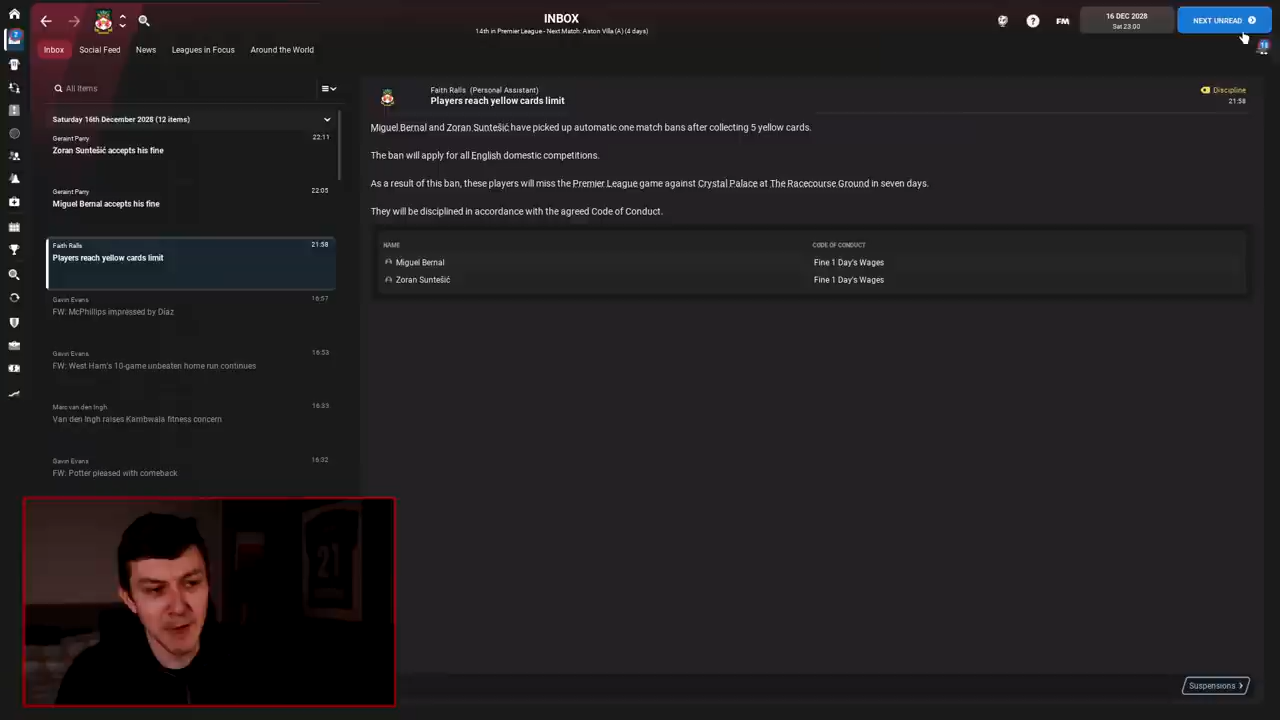 INBOX
14th in Premier League - Next Match: Aston Villa (A) (4 days)
FM
16 DEC 2028
Sat 23:00
NEXT UNREAD
Inbox
Social Feed
News
Leagues in Focus
Around the World
All Items
Saturday 16th December 2028 (12 items)
Geraint Parry
22:11
Zoran Suntešić accepts his fine
Geraint Parry
22:05
Miguel Bernal accepts his fine
Faith Ralls
21:58
Players reach yellow cards limit
Gavin Evans
16:57
FW: McPhillips impressed by Díaz
Gavin Evans
16:53
FW: West Ham's 10-game unbeaten home run continues
Marc van den Ingh
16:33
Van den Ingh raises Kambwala fitness concern
Gavin Evans
16:32
FW: Potter pleased with comeback
Faith Ralls (Personal Assistant)
Players reach yellow cards limit
Discipline
21:58
Miguel Bernal and Zoran Suntešić have picked up automatic one match bans after collecting 5 yellow cards.
The ban will apply for all English domestic competitions.
As a result of this ban, these players will miss the Premier League game against Crystal Palace at The Racecourse Ground in seven days.
They will be disciplined in accordance with the agreed Code of Conduct.
NAME
CODE OF CONDUCT
Miguel Bernal
Fine 1 Day's Wages
Zoran Suntešić
Fine 1 Day's Wages
21
Suspensions